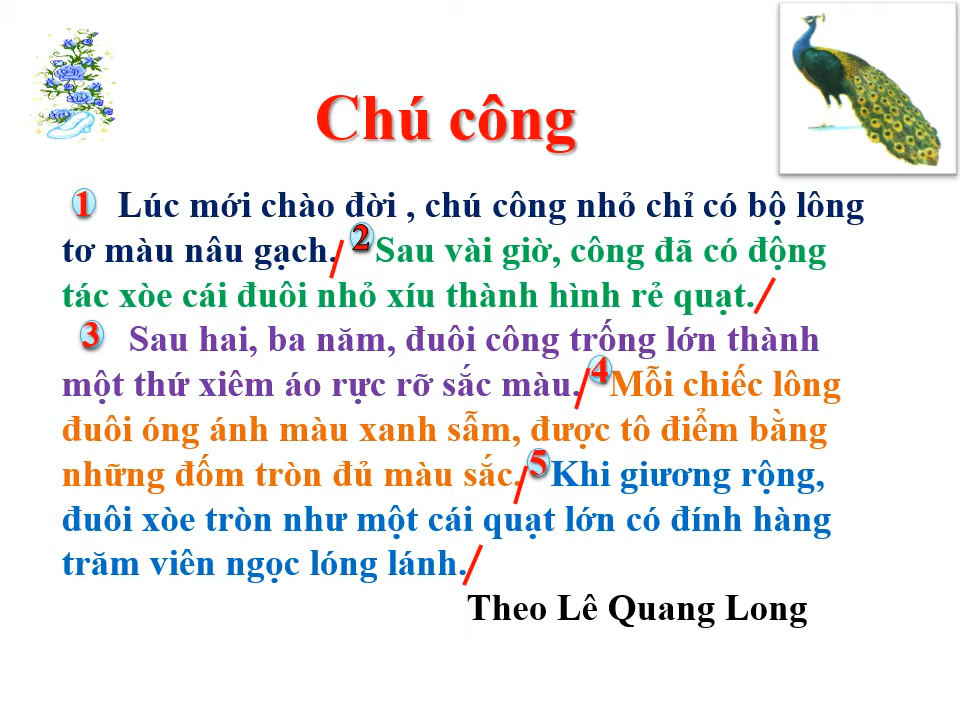 Chú công
1 Lúc mới chào đời , chú công nhỏ chỉ có bộ lông
tơ màu nâu gạch. / 2 Sau vài giờ, công đã có động
tác xòe cái đuôi nhỏ xíu thành hình rẻ quạt. /
3 Sau hai, ba năm, đuôi công trống lớn thành
một thứ xiêm áo rực rỡ sắc màu. / 4 Mỗi chiếc lông
đuôi óng ánh màu xanh sẫm, được tô điểm bằng
những đốm tròn đủ màu sắc. / 5 Khi giương rộng,
đuôi xòe tròn như một cái quạt lớn có đính hàng
trăm viên ngọc lóng lánh. /
Theo Lê Quang Long